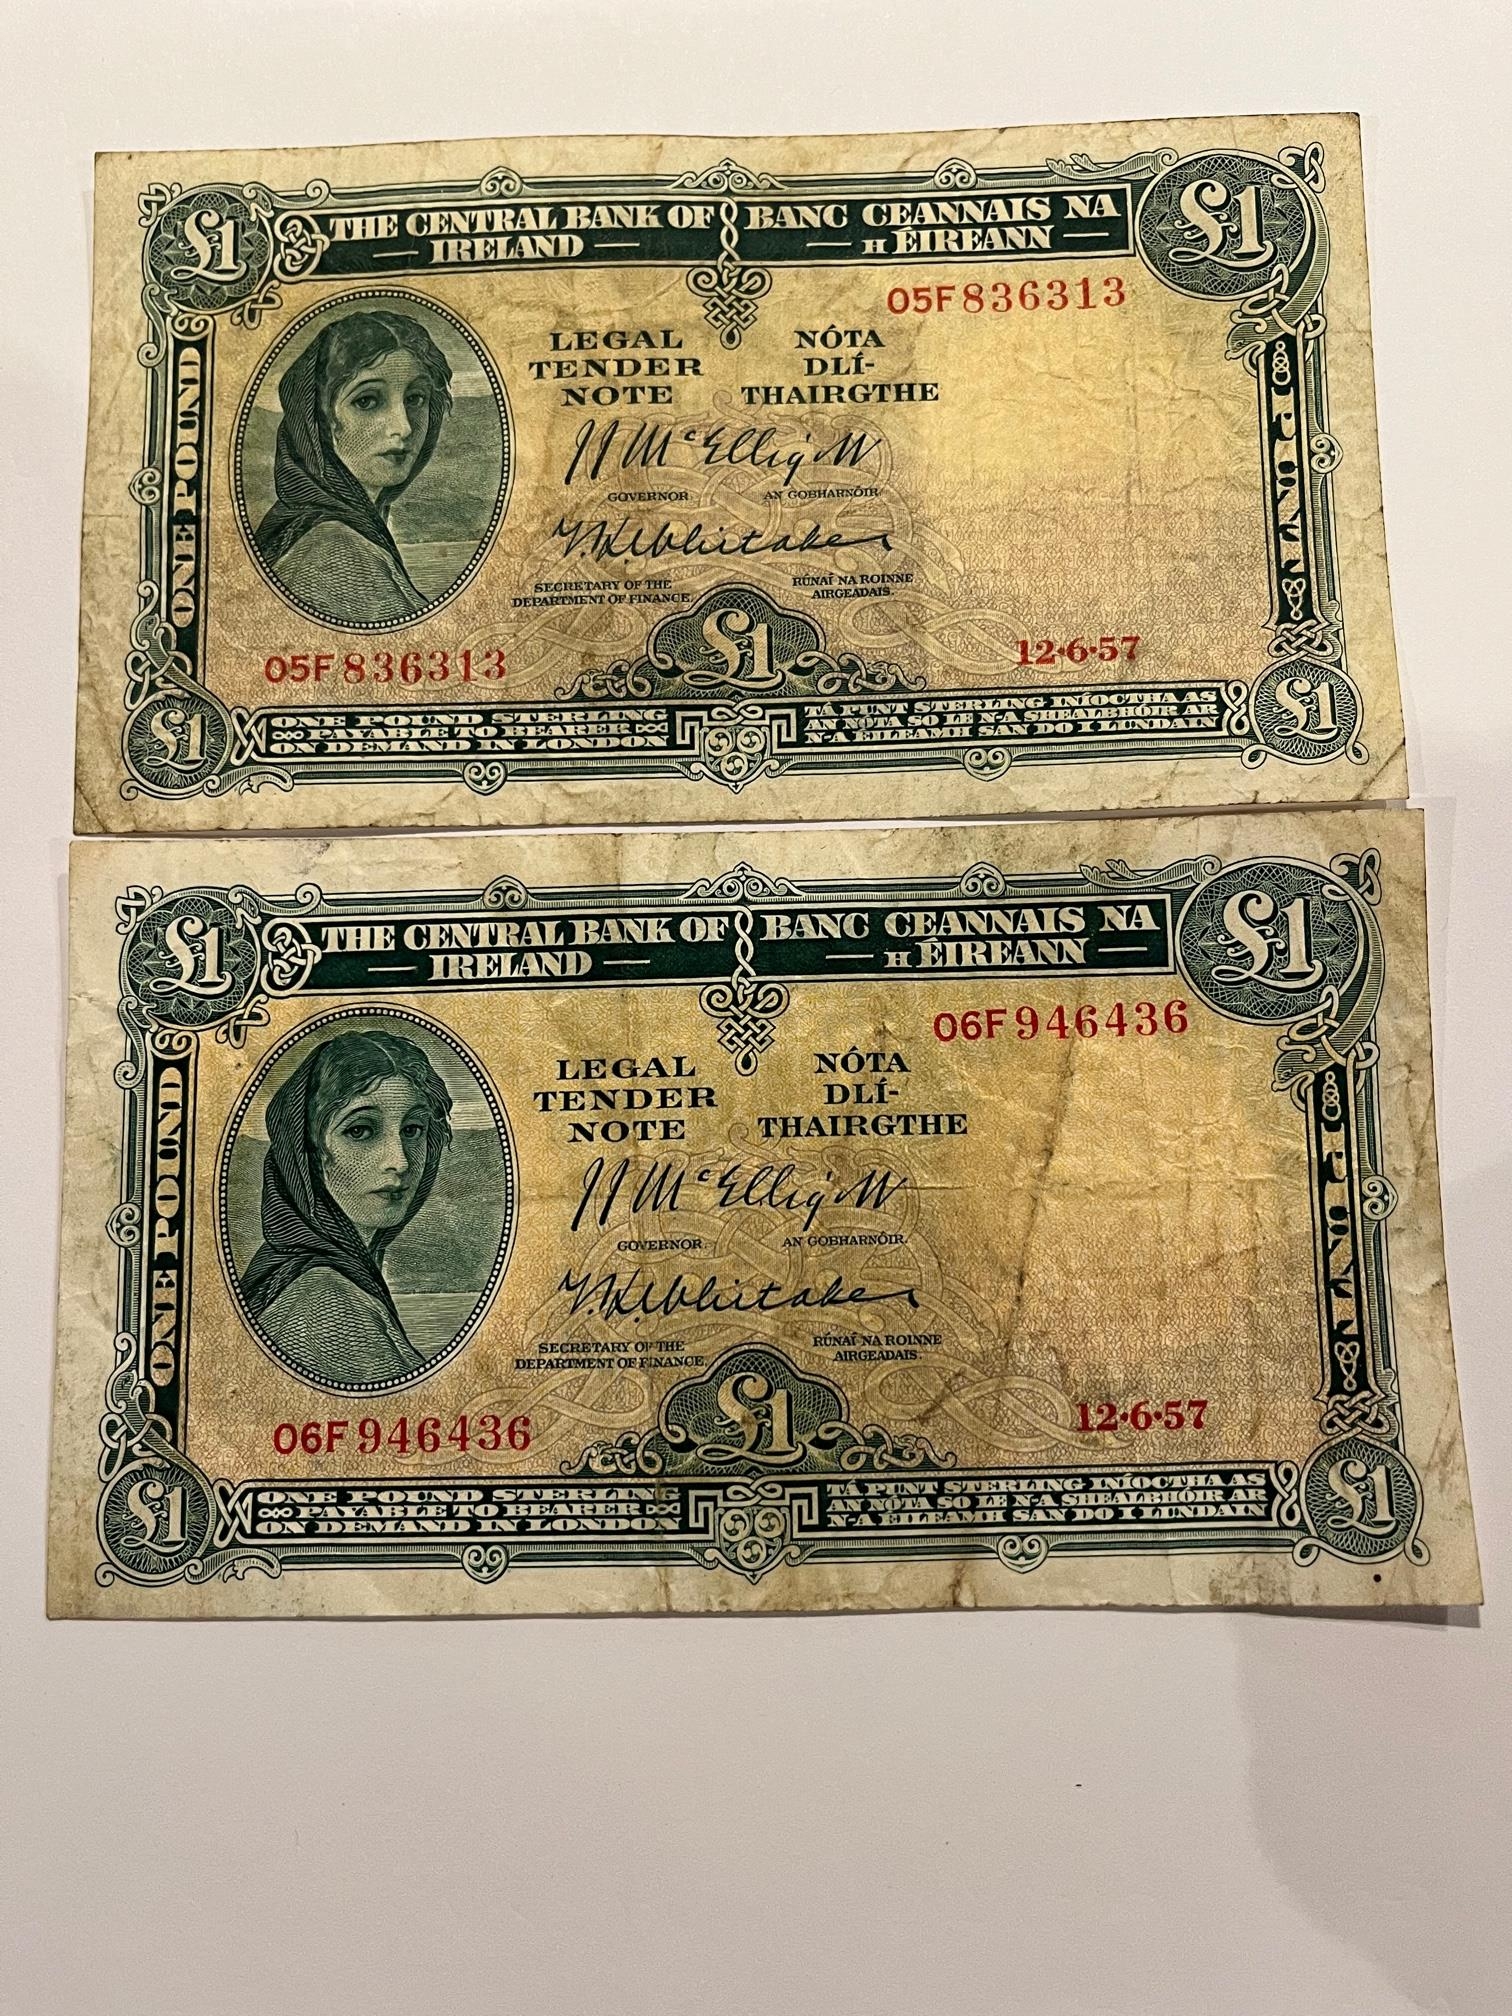 £1
THE CENTRAL BANK OF
— IRELAND —
BANC CEANNAIS NA
— H ÉIREANN —
£1
05F 836313
LEGAL
TENDER
NOTE
NÓTA
DLÍ-
THAIRGTHE
ONE POUND
J J McElligott
GOVERNOR
AN GOBHARNÓIR
T.K. Whitaker
SECRETARY OF THE
DEPARTMENT OF FINANCE.
RÚNAÍ NA ROINNE
AIRGEADAIS.
05F 836313
£1
12·6·57
£1
ONE POUND STERLING
PAYABLE TO BEARER
ON DEMAND IN LONDON
TÁ PUNT STERLING INÍOCTHA AS
AN NÓTA SO LE N-A SHEALBHÓIR AR
N-A ÉILEAMH SAN DO I LUNDAIN
£1
£1
THE CENTRAL BANK OF
— IRELAND —
BANC CEANNAIS NA
— H ÉIREANN —
£1
06F 946436
LEGAL
TENDER
NOTE
NÓTA
DLÍ-
THAIRGTHE
ONE POUND
J J McElligott
GOVERNOR.
AN GOBHARNÓIR.
T.K. Whitaker
SECRETARY OF THE
DEPARTMENT OF FINANCE.
RÚNAÍ NA ROINNE
AIRGEADAIS.
06F 946436
£1
12·6·57
£1
ONE POUND STERLING
PAYABLE TO BEARER
ON DEMAND IN LONDON
TÁ PUNT STERLING INÍOCTHA AS
AN NÓTA SO LE N-A SHEALBHÓIR AR
N-A ÉILEAMH SAN DO I LUNDAIN
£1